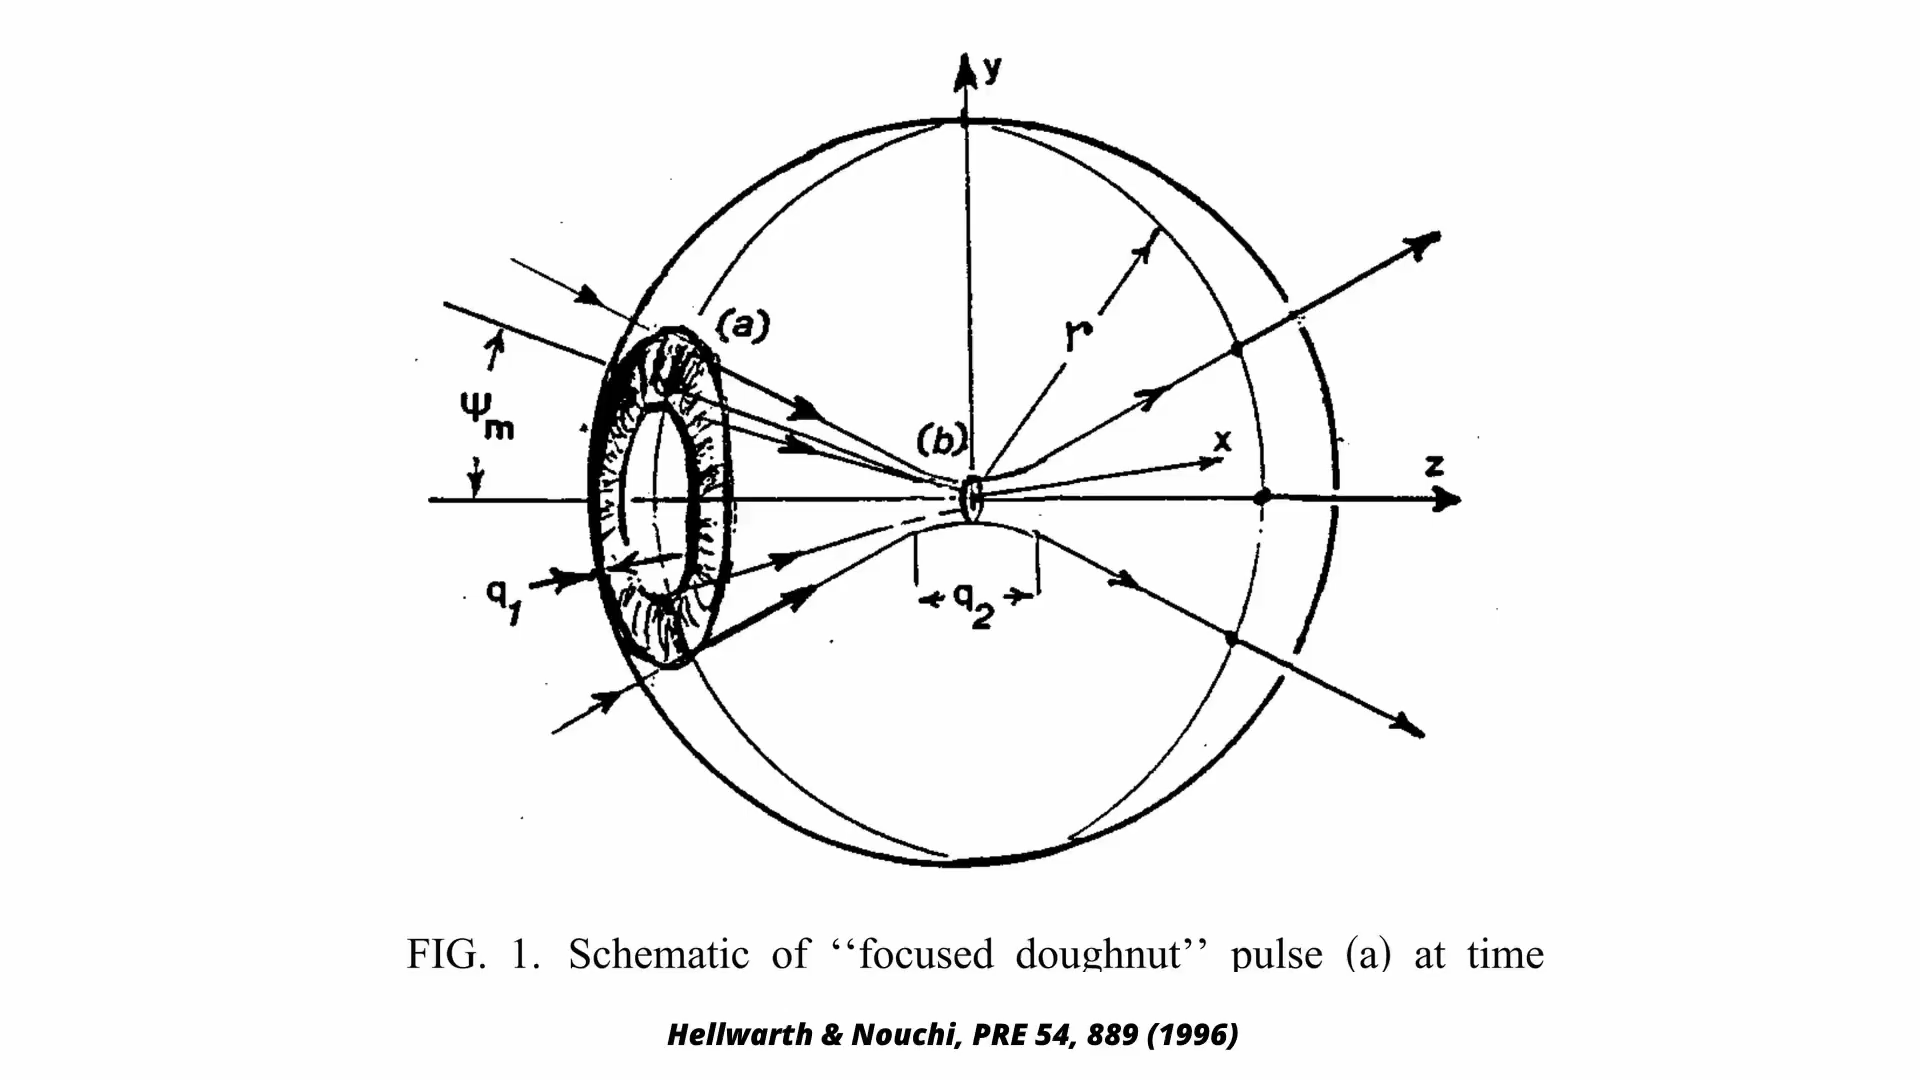 y
(a)
r
ψm
(b)
x
z
q1
q2
FIG. 1. Schematic of ‘‘focused doughnut’’ pulse (a) at time
Hellwarth & Nouchi, PRE 54, 889 (1996)